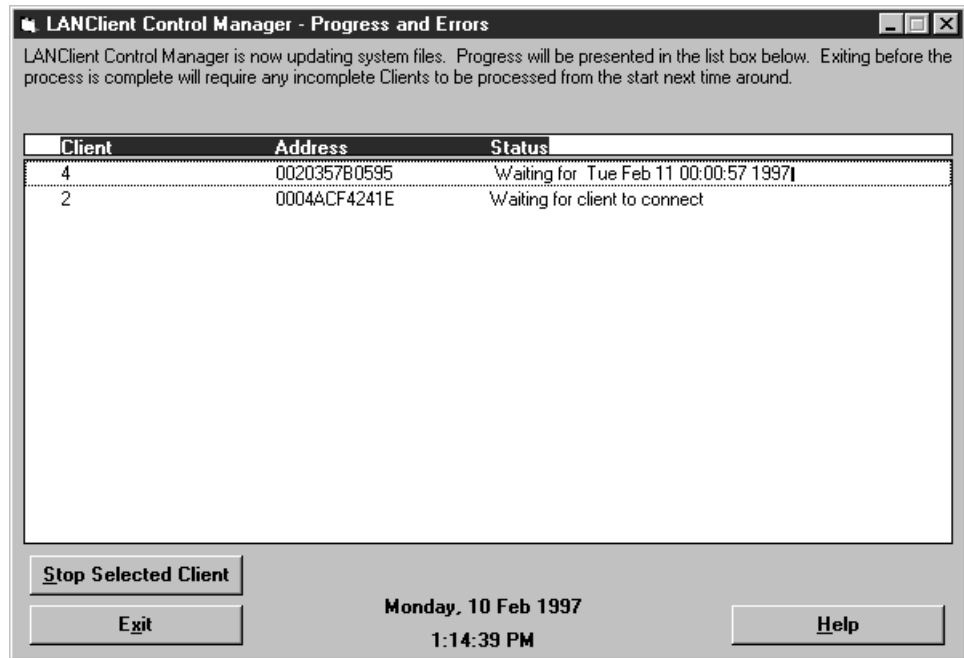 LANClient Control Manager - Progress and Errors
LANClient Control Manager is now updating system files. Progress will be presented in the list box below. Exiting before the
process is complete will require any incomplete Clients to be processed from the start next time around.
Client Address Status
4 0020357B0595 Waiting for Tue Feb 11 00:00:57 1997
2 0004ACF4241E Waiting for client to connect
Stop Selected Client
Exit
Monday, 10 Feb 1997
1:14:39 PM
Help